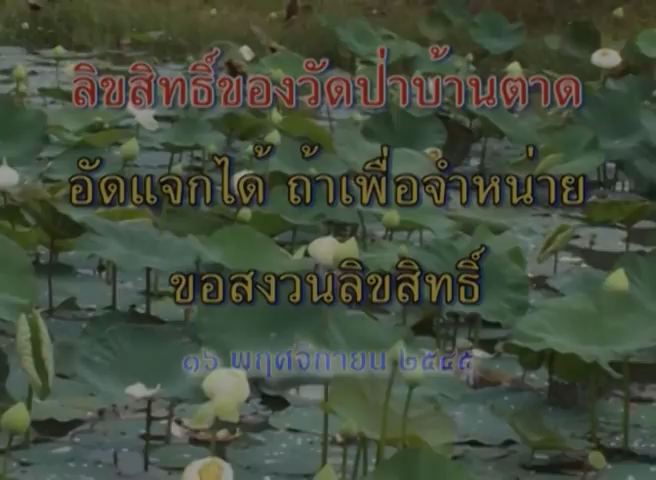 ลิขสิทธิ์ของวัดป่าบ้านตาด
อัดแจกได้ ถ้าเพื่อจำหน่าย
ขอสงวนลิขสิทธิ์
๑๖ พฤศจิกายน ๒๕๔๕